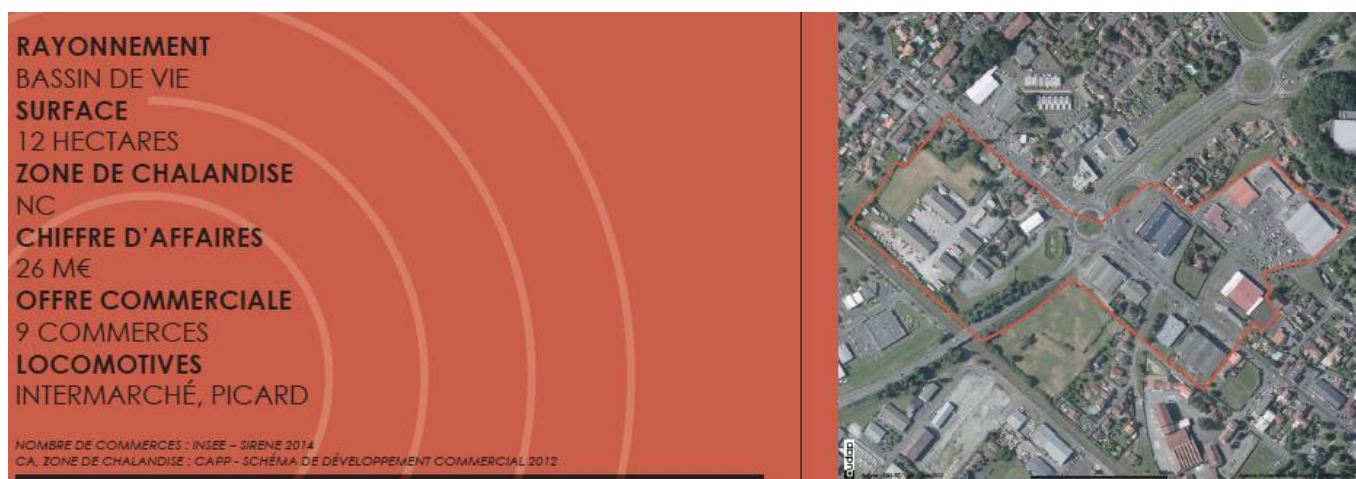 RAYONNEMENT
BASSIN DE VIE
SURFACE
12 HECTARES
ZONE DE CHALANDISE
NC
CHIFFRE D'AFFAIRES
26 M€
OFFRE COMMERCIALE
9 COMMERCES
LOCOMOTIVES
INTERMARCHÉ, PICARD
NOMBRE DE COMMERCES : INSEE – SIRENE 2014
CA, ZONE DE CHALANDISE : CAPP - SCHÉMA DE DÉVELOPPEMENT COMMERCIAL 2012
audap